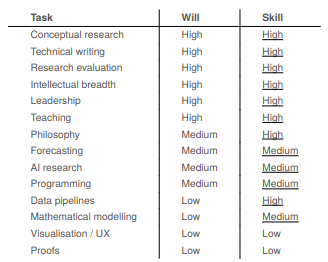 Task Will Skill
Conceptual research High High
Technical writing High High
Research evaluation High High
Intellectual breadth High High
Leadership High High
Teaching High High
Philosophy Medium High
Forecasting Medium Medium
AI research Medium Medium
Programming Medium Medium
Data pipelines Low High
Mathematical modelling Low Medium
Visualisation / UX Low Low
Proofs Low Low